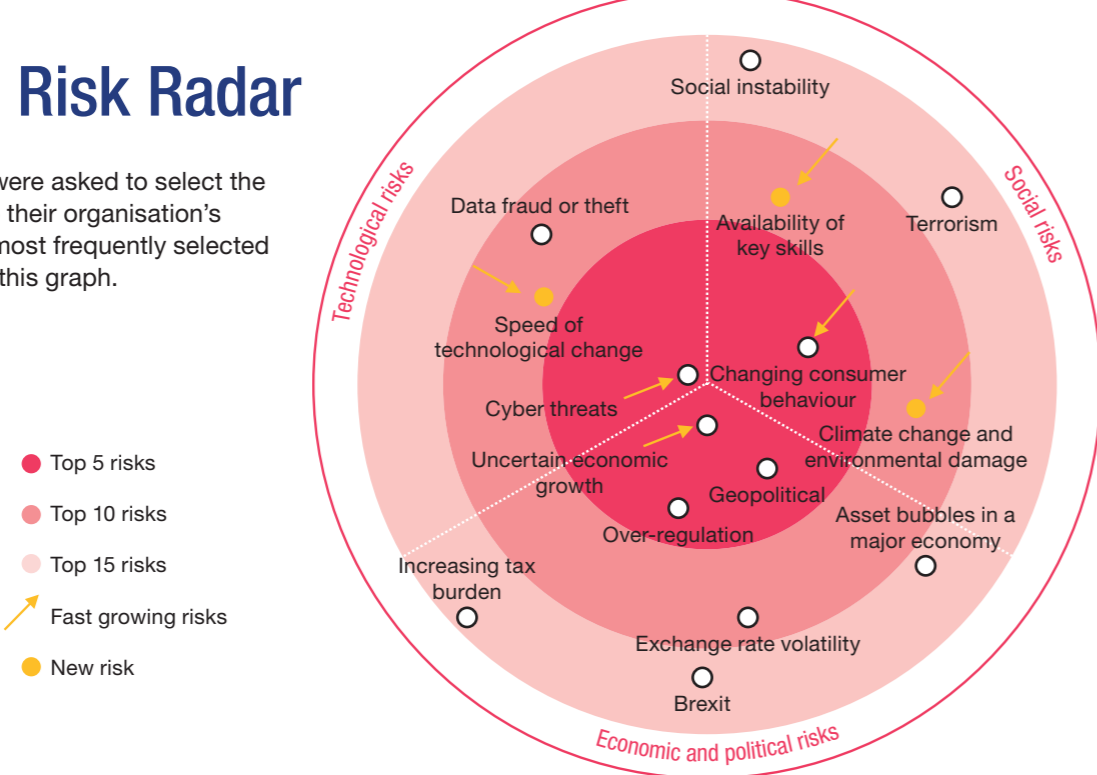 Risk Radar
were asked to select the
their organisation's
most frequently selected
this graph.
Top 5 risks
Top 10 risks
Top 15 risks
Fast growing risks
New risk
Technological risks
Social risks
Economic and political risks
Social instability
Data fraud or theft
Availability of
key skills
Terrorism
Speed of
technological change
Changing consumer
behaviour
Cyber threats
Climate change and
environmental damage
Uncertain economic
growth
Geopolitical
Over-regulation
Asset bubbles in a
major economy
Increasing tax
burden
Exchange rate volatility
Brexit